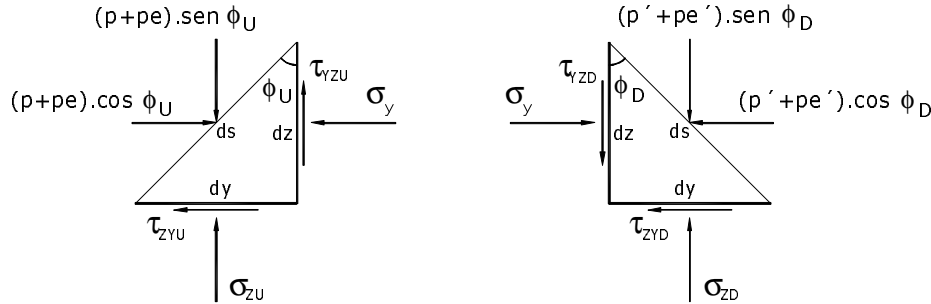 (p+pe).sen ϕU
(p+pe).cos ϕU
ϕU
τYZU
σy
ds
dz
dy
τZYU
σZU
(p´+pe´).sen ϕD
τYZD
ϕD
σy
(p´+pe´).cos ϕD
dz
ds
dy
τZYD
σZD